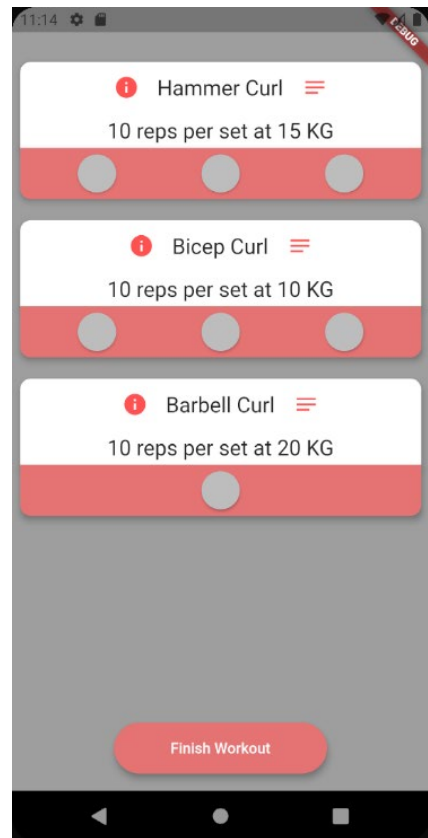 11:14
DEBUG
Hammer Curl
10 reps per set at 15 KG
Bicep Curl
10 reps per set at 10 KG
Barbell Curl
10 reps per set at 20 KG
Finish Workout